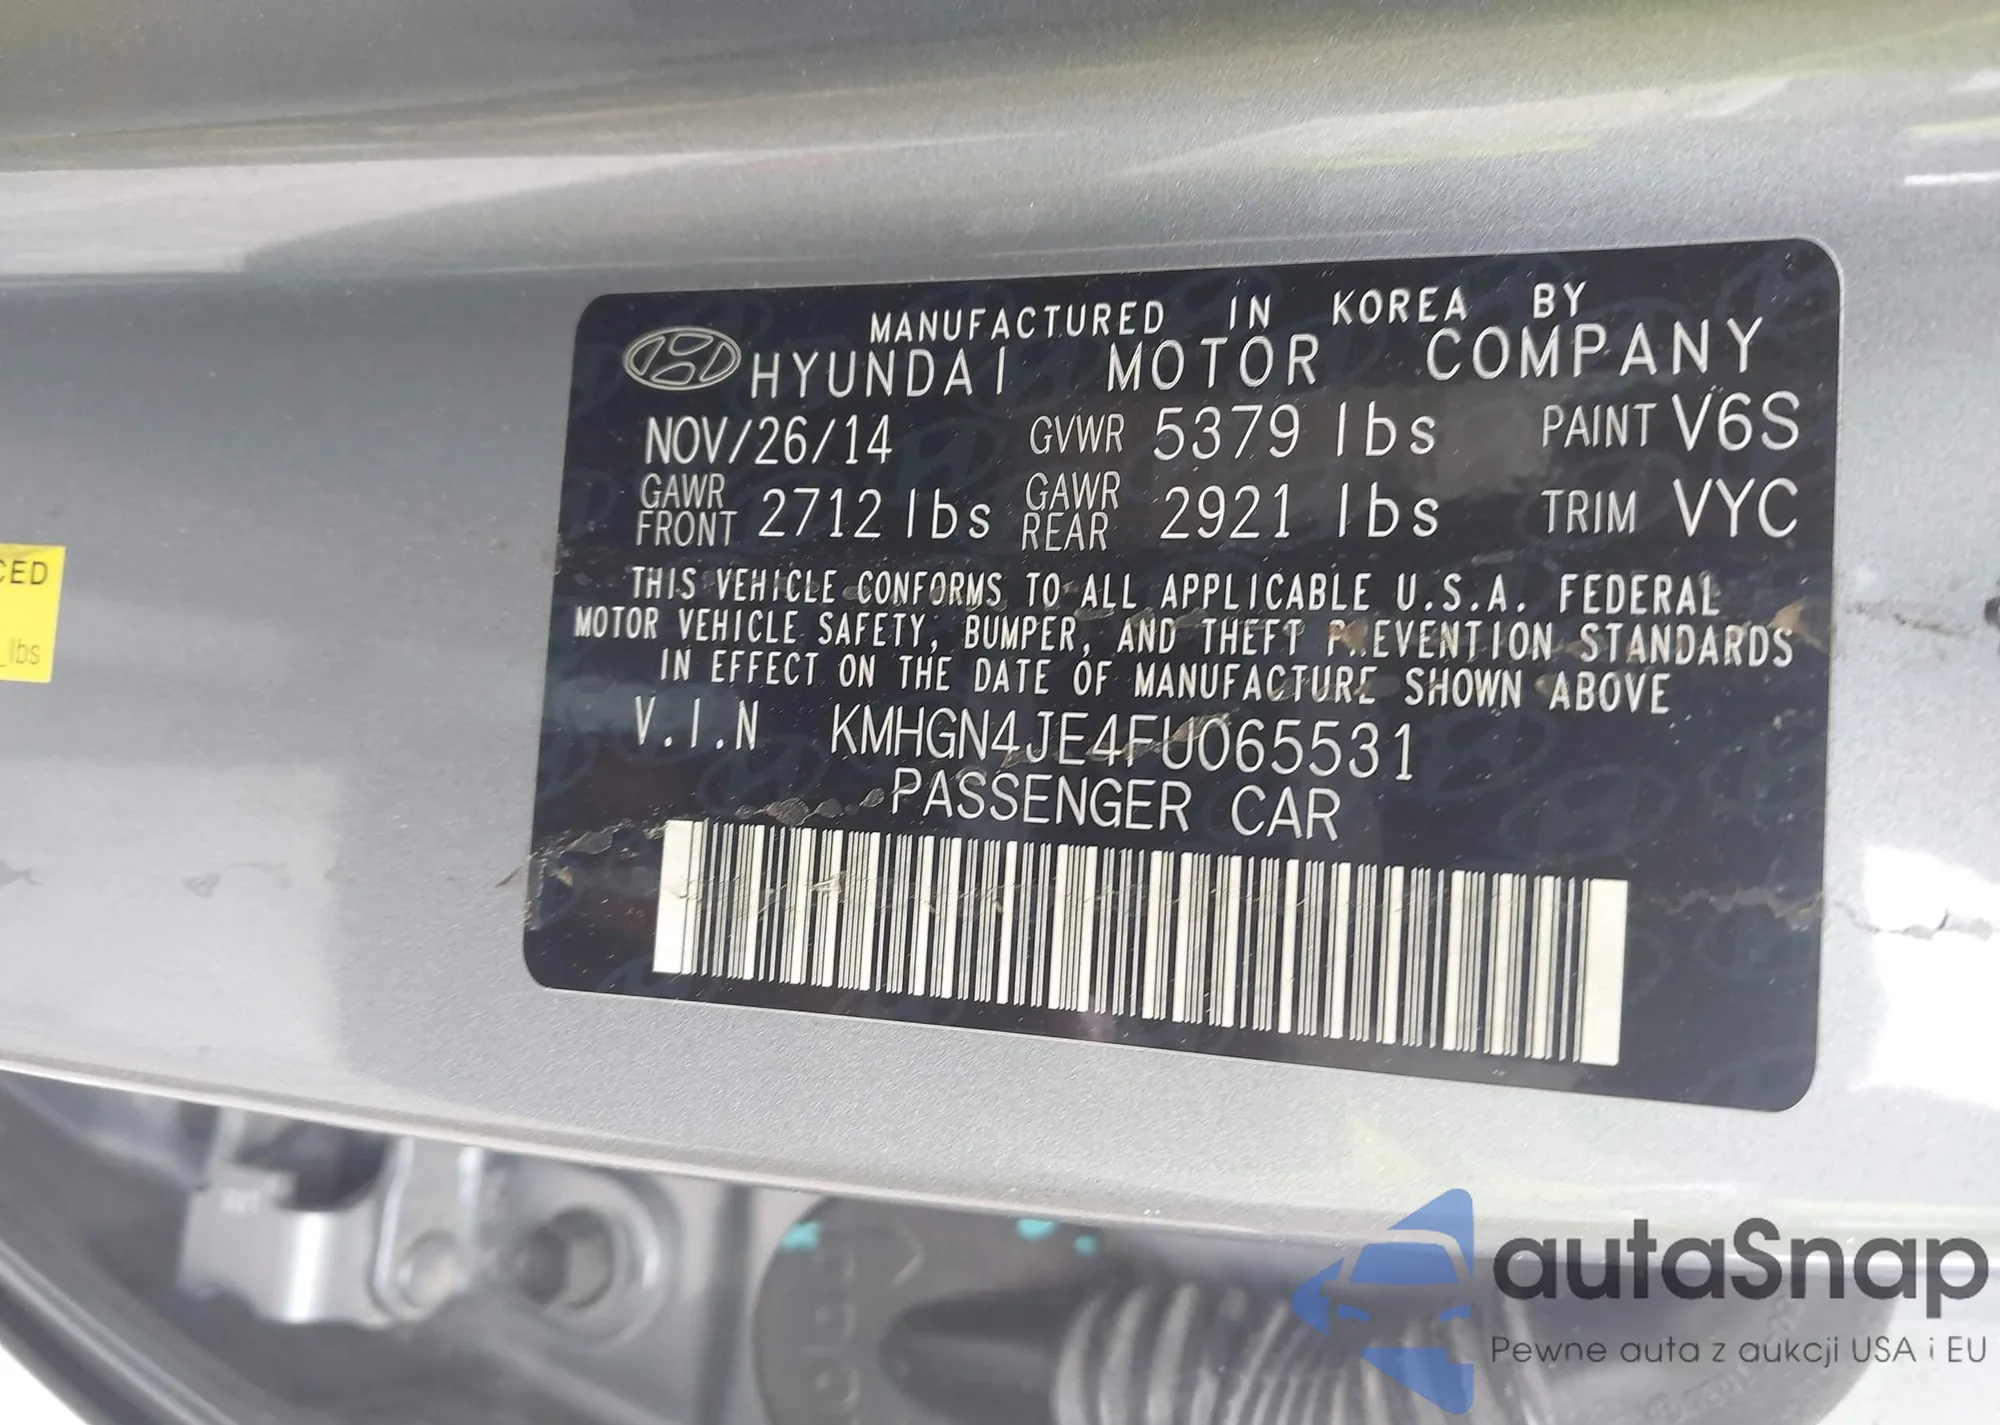 MANUFACTURED IN KOREA BY
HYUNDAI MOTOR COMPANY
NOV/26/14 GVWR 5379 lbs PAINT V6S
GAWR FRONT 2712 lbs GAWR REAR 2921 lbs TRIM VYC
THIS VEHICLE CONFORMS TO ALL APPLICABLE U.S.A. FEDERAL
MOTOR VEHICLE SAFETY, BUMPER, AND THEFT PREVENTION STANDARDS
IN EFFECT ON THE DATE OF MANUFACTURE SHOWN ABOVE
V.I.N KMHGN4JE4FU065531
PASSENGER CAR
CED
lbs
autaSnap
Pewne auta z aukcji USA i EU